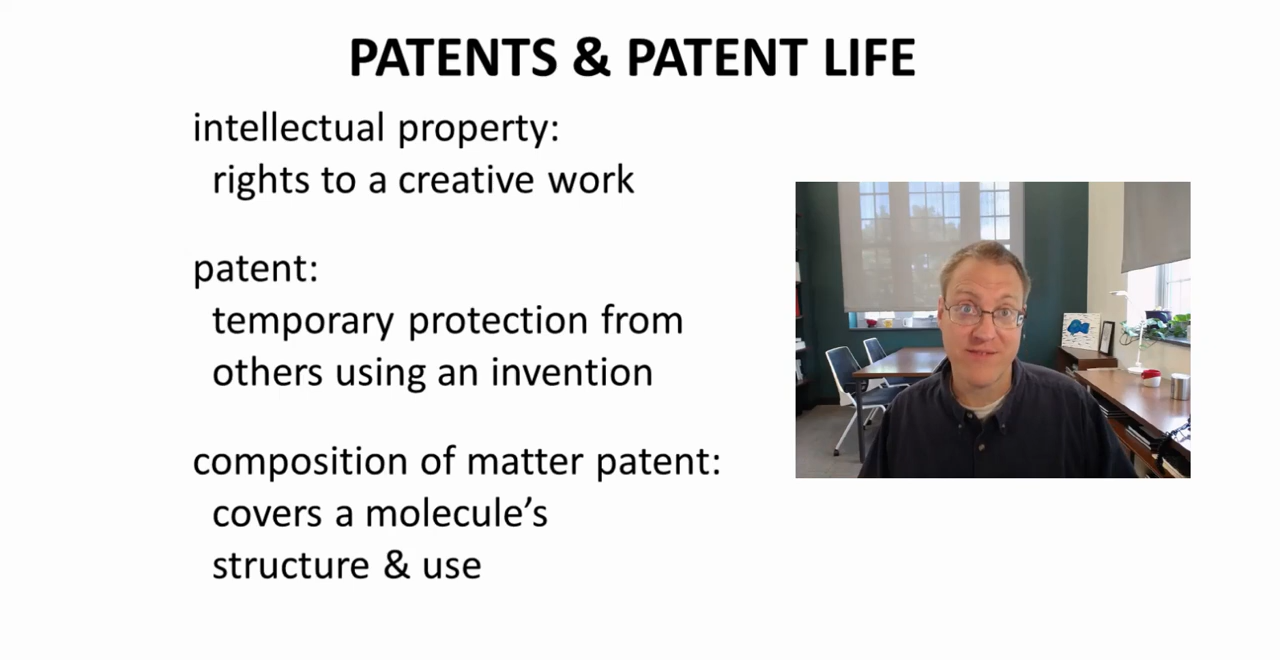 PATENTS & PATENT LIFE
intellectual property:
rights to a creative work
patent:
temporary protection from
others using an invention
composition of matter patent:
covers a molecule’s
structure & use